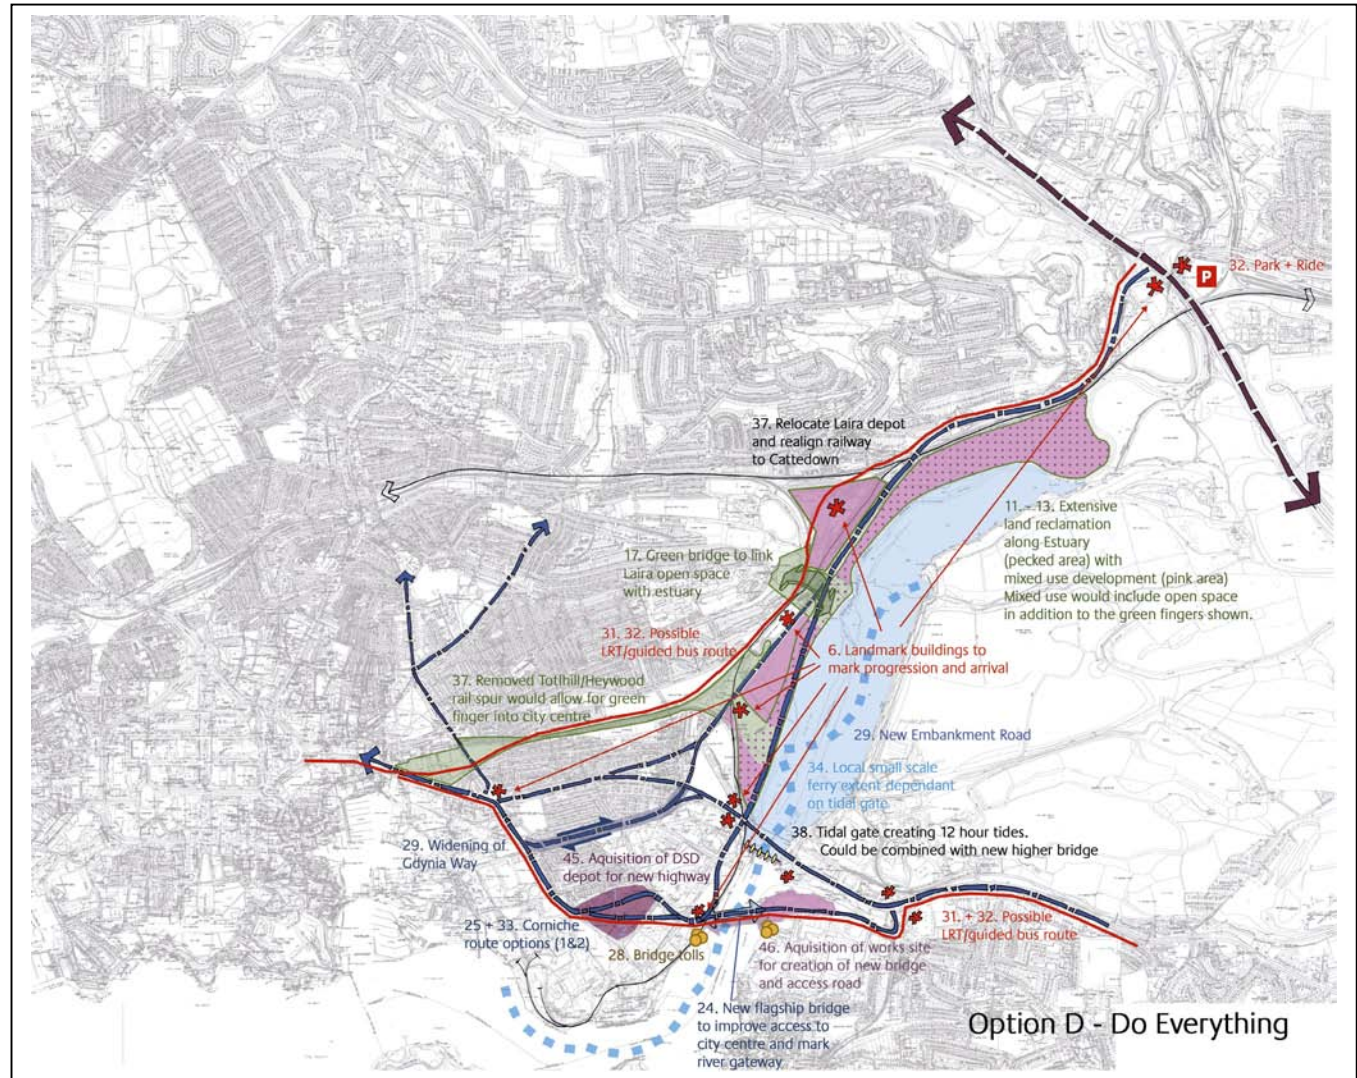 P
32. Park + Ride
37. Relocate Laira depot
and realign railway
to Cattedown
11. - 13. Extensive
land reclamation
along Estuary
(pecked area) with
mixed use development (pink area)
Mixed use would include open space
in addition to the green fingers shown.
17. Green bridge to link
Laira open space
with estuary
31. 32. Possible
LRT/guided bus route
6. Landmark buildings to
mark progression and arrival
37. Removed Totlhill/Heywood
rail spur would allow for green
finger into city centre
29. New Embankment Road
34. Local small scale
ferry extent dependant
on tidal gate
38. Tidal gate creating 12 hour tides.
Could be combined with new higher bridge
29. Widening of
Gdynia Way
45. Aquisition of DSD
depot for new highway
25 + 33. Corniche
route options (1&2)
28. Bridge tolls
31. + 32. Possible
LRT/guided bus route
46. Aquisition of works site
for creation of new bridge
and access road
24. New flagship bridge
to improve access to
city centre and mark
river gateway
Option D - Do Everything